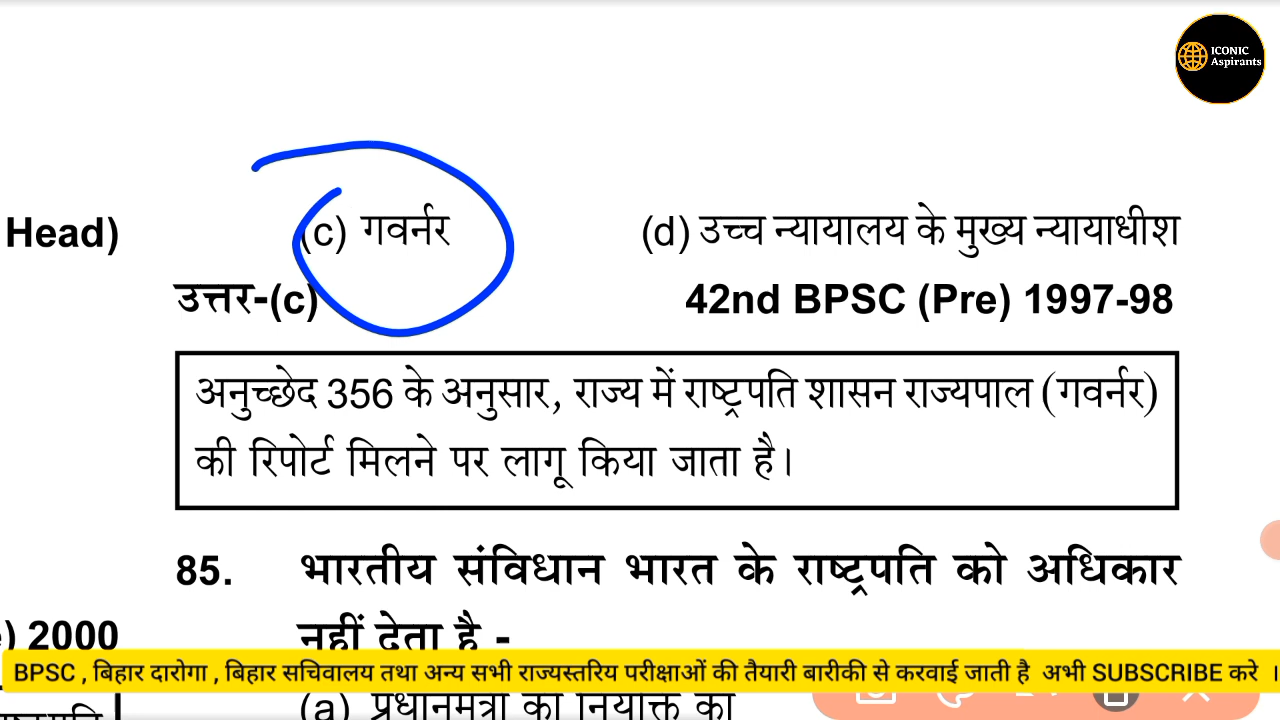 ICONIC
Aspirants
Head)
(c) गवर्नर
(d) उच्च न्यायालय के मुख्य न्यायाधीश
उत्तर-(c)
42nd BPSC (Pre) 1997-98
अनुच्छेद 356 के अनुसार, राज्य में राष्ट्रपति शासन राज्यपाल (गवर्नर)
की रिपोर्ट मिलने पर लागू किया जाता है।
85. भारतीय संविधान भारत के राष्ट्रपति को अधिकार
नहीं देता है -
) 2000
BPSC , बिहार दारोगा , बिहार सचिवालय तथा अन्य सभी राज्यस्तरिय परीक्षाओं की तैयारी बारीकी से करवाई जाती है अभी SUBSCRIBE करे ।
(a) प्रधानमंत्री की नियुक्ति का